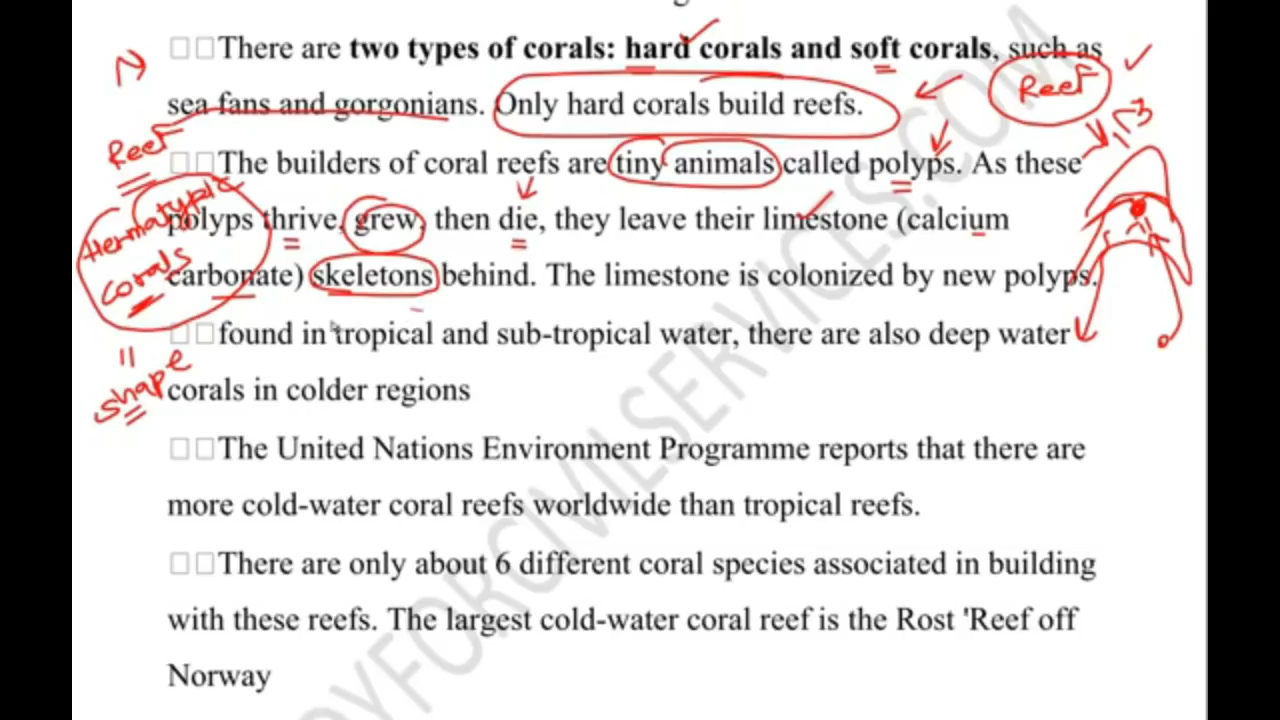 □□There are two types of corals: hard corals and soft corals, such as
sea fans and gorgonians. Only hard corals build reefs.
Reef
Reef
□□The builders of coral reefs are tiny animals called polyps. As these
polyps thrive, grew, then die, they leave their limestone (calcium
Hermatypic
corals
carbonate) skeletons behind. The limestone is colonized by new polyps.
□□found in tropical and sub-tropical water, there are also deep water
shape
corals in colder regions
□□The United Nations Environment Programme reports that there are
more cold-water coral reefs worldwide than tropical reefs.
□□There are only about 6 different coral species associated in building
with these reefs. The largest cold-water coral reef is the Rost 'Reef off
Norway